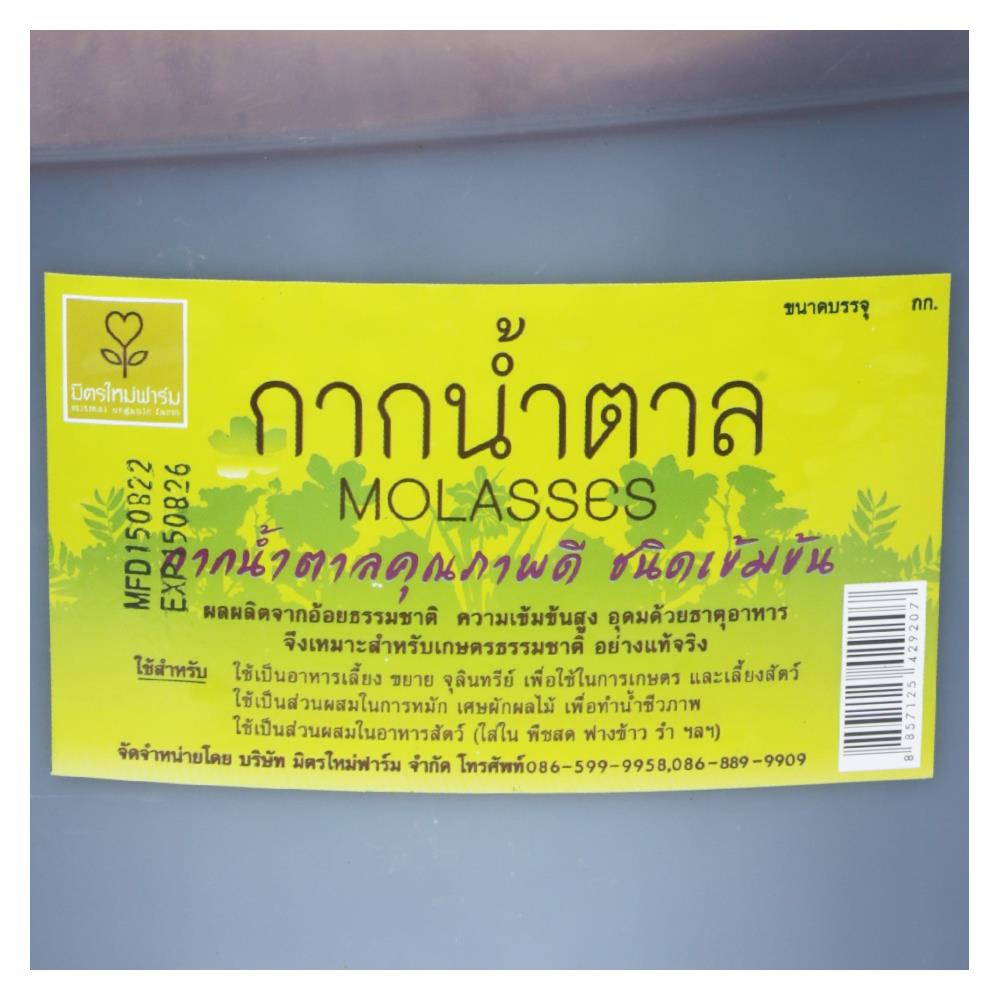 ขนาดบรรจุ กก.
มิตรใหม่ฟาร์ม
mitmai organic farm
กากน้ำตาล
MOLASSES
MFD150822
EXP150826
กากน้ำตาลคุณภาพดี ชนิดเข้มข้น
ผลผลิตจากอ้อยธรรมชาติ ความเข้มข้นสูง อุดมด้วยธาตุอาหาร
จึงเหมาะสำหรับเกษตรธรรมชาติ อย่างแท้จริง
ใช้สำหรับ ใช้เป็นอาหารเลี้ยง ขยาย จุลินทรีย์ เพื่อใช้ในการเกษตร และเลี้ยงสัตว์
ใช้เป็นส่วนผสมในการหมัก เศษผักผลไม้ เพื่อทำน้ำชีวภาพ
ใช้เป็นส่วนผสมในอาหารสัตว์ (ใส่ใน พืชสด ฟางข้าว รำ ฯลฯ)
จัดจำหน่ายโดย บริษัท มิตรใหม่ฟาร์ม จำกัด โทรศัพท์086-599-9958,086-889-9909
8 857125 429207